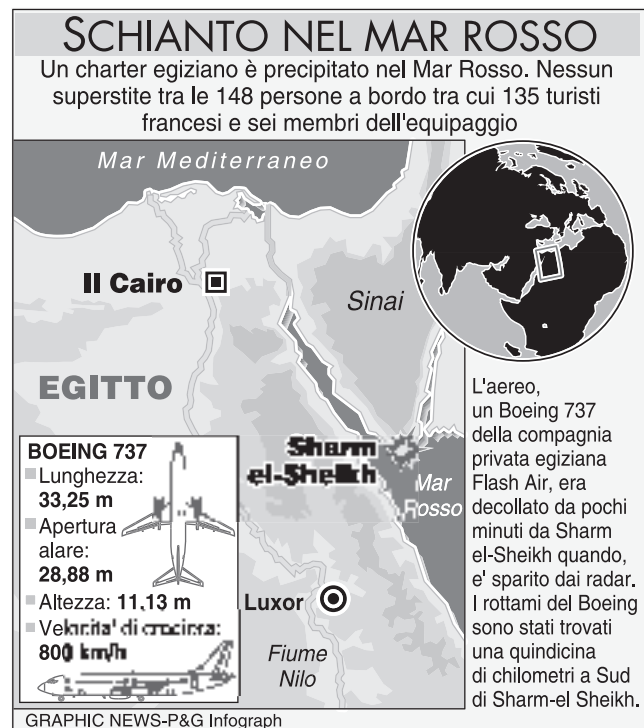 SCHIANTO NEL MAR ROSSO
Un charter egiziano è precipitato nel Mar Rosso. Nessun
superstite tra le 148 persone a bordo tra cui 135 turisti
francesi e sei membri dell'equipaggio
Mar Mediterraneo
Il Cairo
Sinai
EGITTO
Sharm
el-Sheikh
Mar
Rosso
Luxor
Fiume
Nilo
BOEING 737
Lunghezza:
33,25 m
Apertura
alare:
28,88 m
Altezza: 11,13 m
Velocita' di crociera:
800 km/h
L'aereo,
un Boeing 737
della compagnia
privata egiziana
Flash Air, era
decollato da pochi
minuti da Sharm
el-Sheikh quando,
e' sparito dai radar.
I rottami del Boeing
sono stati trovati
una quindicina
di chilometri a Sud
di Sharm-el Sheikh.
GRAPHIC NEWS-P&G Infograph